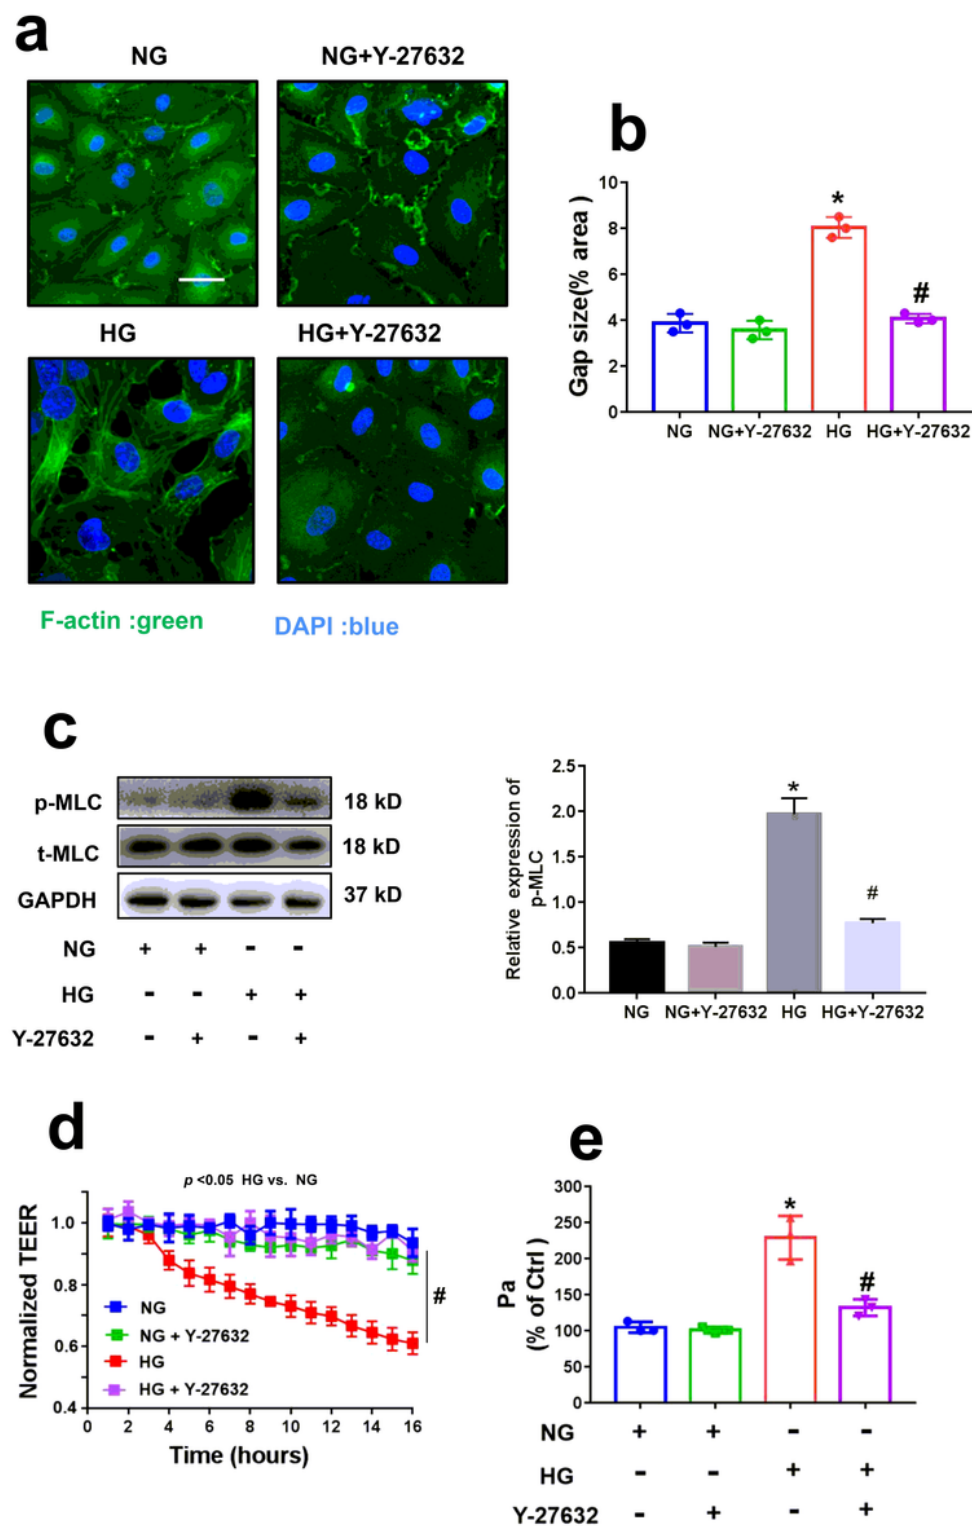 a
NG
NG+Y-27632
HG
HG+Y-27632
F-actin :green
DAPI :blue
b
Gap size(% area )
10
8
6
4
2
0
*
#
NG
NG+Y-27632
HG
HG+Y-27632
c
p-MLC
18 kD
t-MLC
18 kD
GAPDH
37 kD
NG + + - -
HG - - + +
Y-27632 - + - +
Relative expression of
p-MLC
2.5
2.0
1.5
1.0
0.5
0.0
*
#
NG
NG+Y-27632
HG
HG+Y-27632
d
p <0.05 HG vs. NG
Normalized TEER
1.0
0.8
0.6
0.4
NG
NG + Y-27632
HG
HG + Y-27632
#
0 2 4 6 8 10 12 14 16
Time (hours)
e
Pa
(% of Ctrl )
300
250
200
150
100
50
0
*
#
NG + + - -
HG - - + +
Y-27632 - + - +